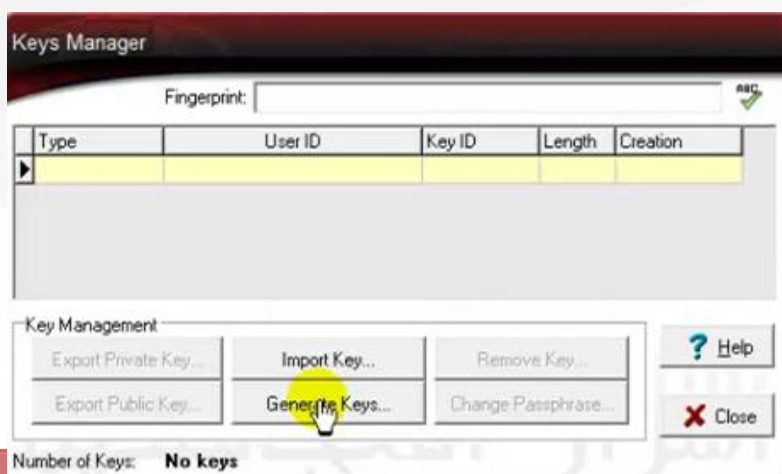 Keys Manager
Fingerprint:
ABC
Type User ID Key ID Length Creation
Key Management
Export Private Key... Import Key... Remove Key... Help
Export Public Key... Generate Keys... Change Passphrase... Close
Number of Keys: No keys